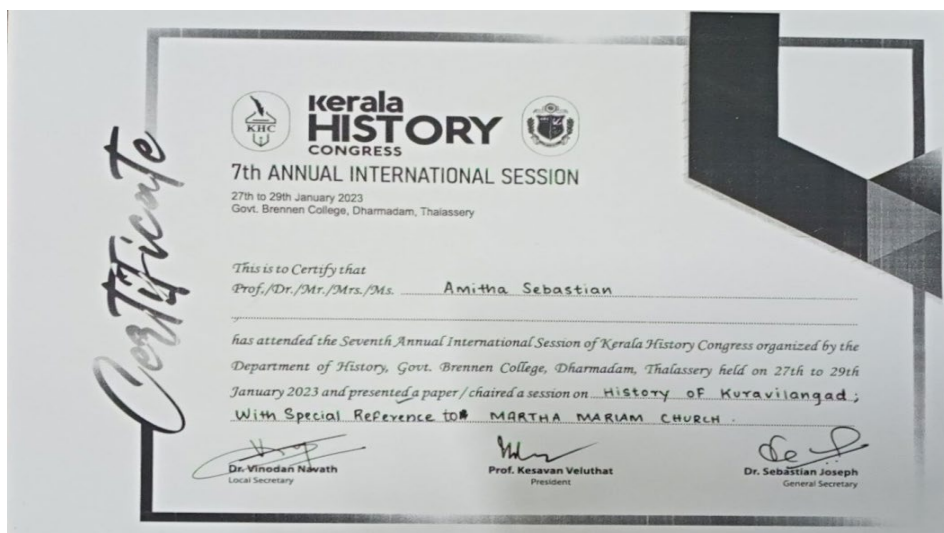 Certificate
KHC
Kerala
HISTORY
CONGRESS
7th ANNUAL INTERNATIONAL SESSION
27th to 29th January 2023
Govt. Brennen College, Dharmadam, Thalassery
This is to Certify that
Prof./Dr./Mr./Mrs./Ms. Amitha Sebastian
has attended the Seventh Annual International Session of Kerala History Congress organized by the
Department of History, Govt. Brennen College, Dharmadam, Thalassery held on 27th to 29th
January 2023 and presented a paper / chaired a session on History of Kuravilangad ;
With Special Reference to MARTHA MARIAM CHURCH .
Dr. Vinodan Navath
Local Secretary
Prof. Kesavan Veluthat
President
Dr. Sebastian Joseph
General Secretary